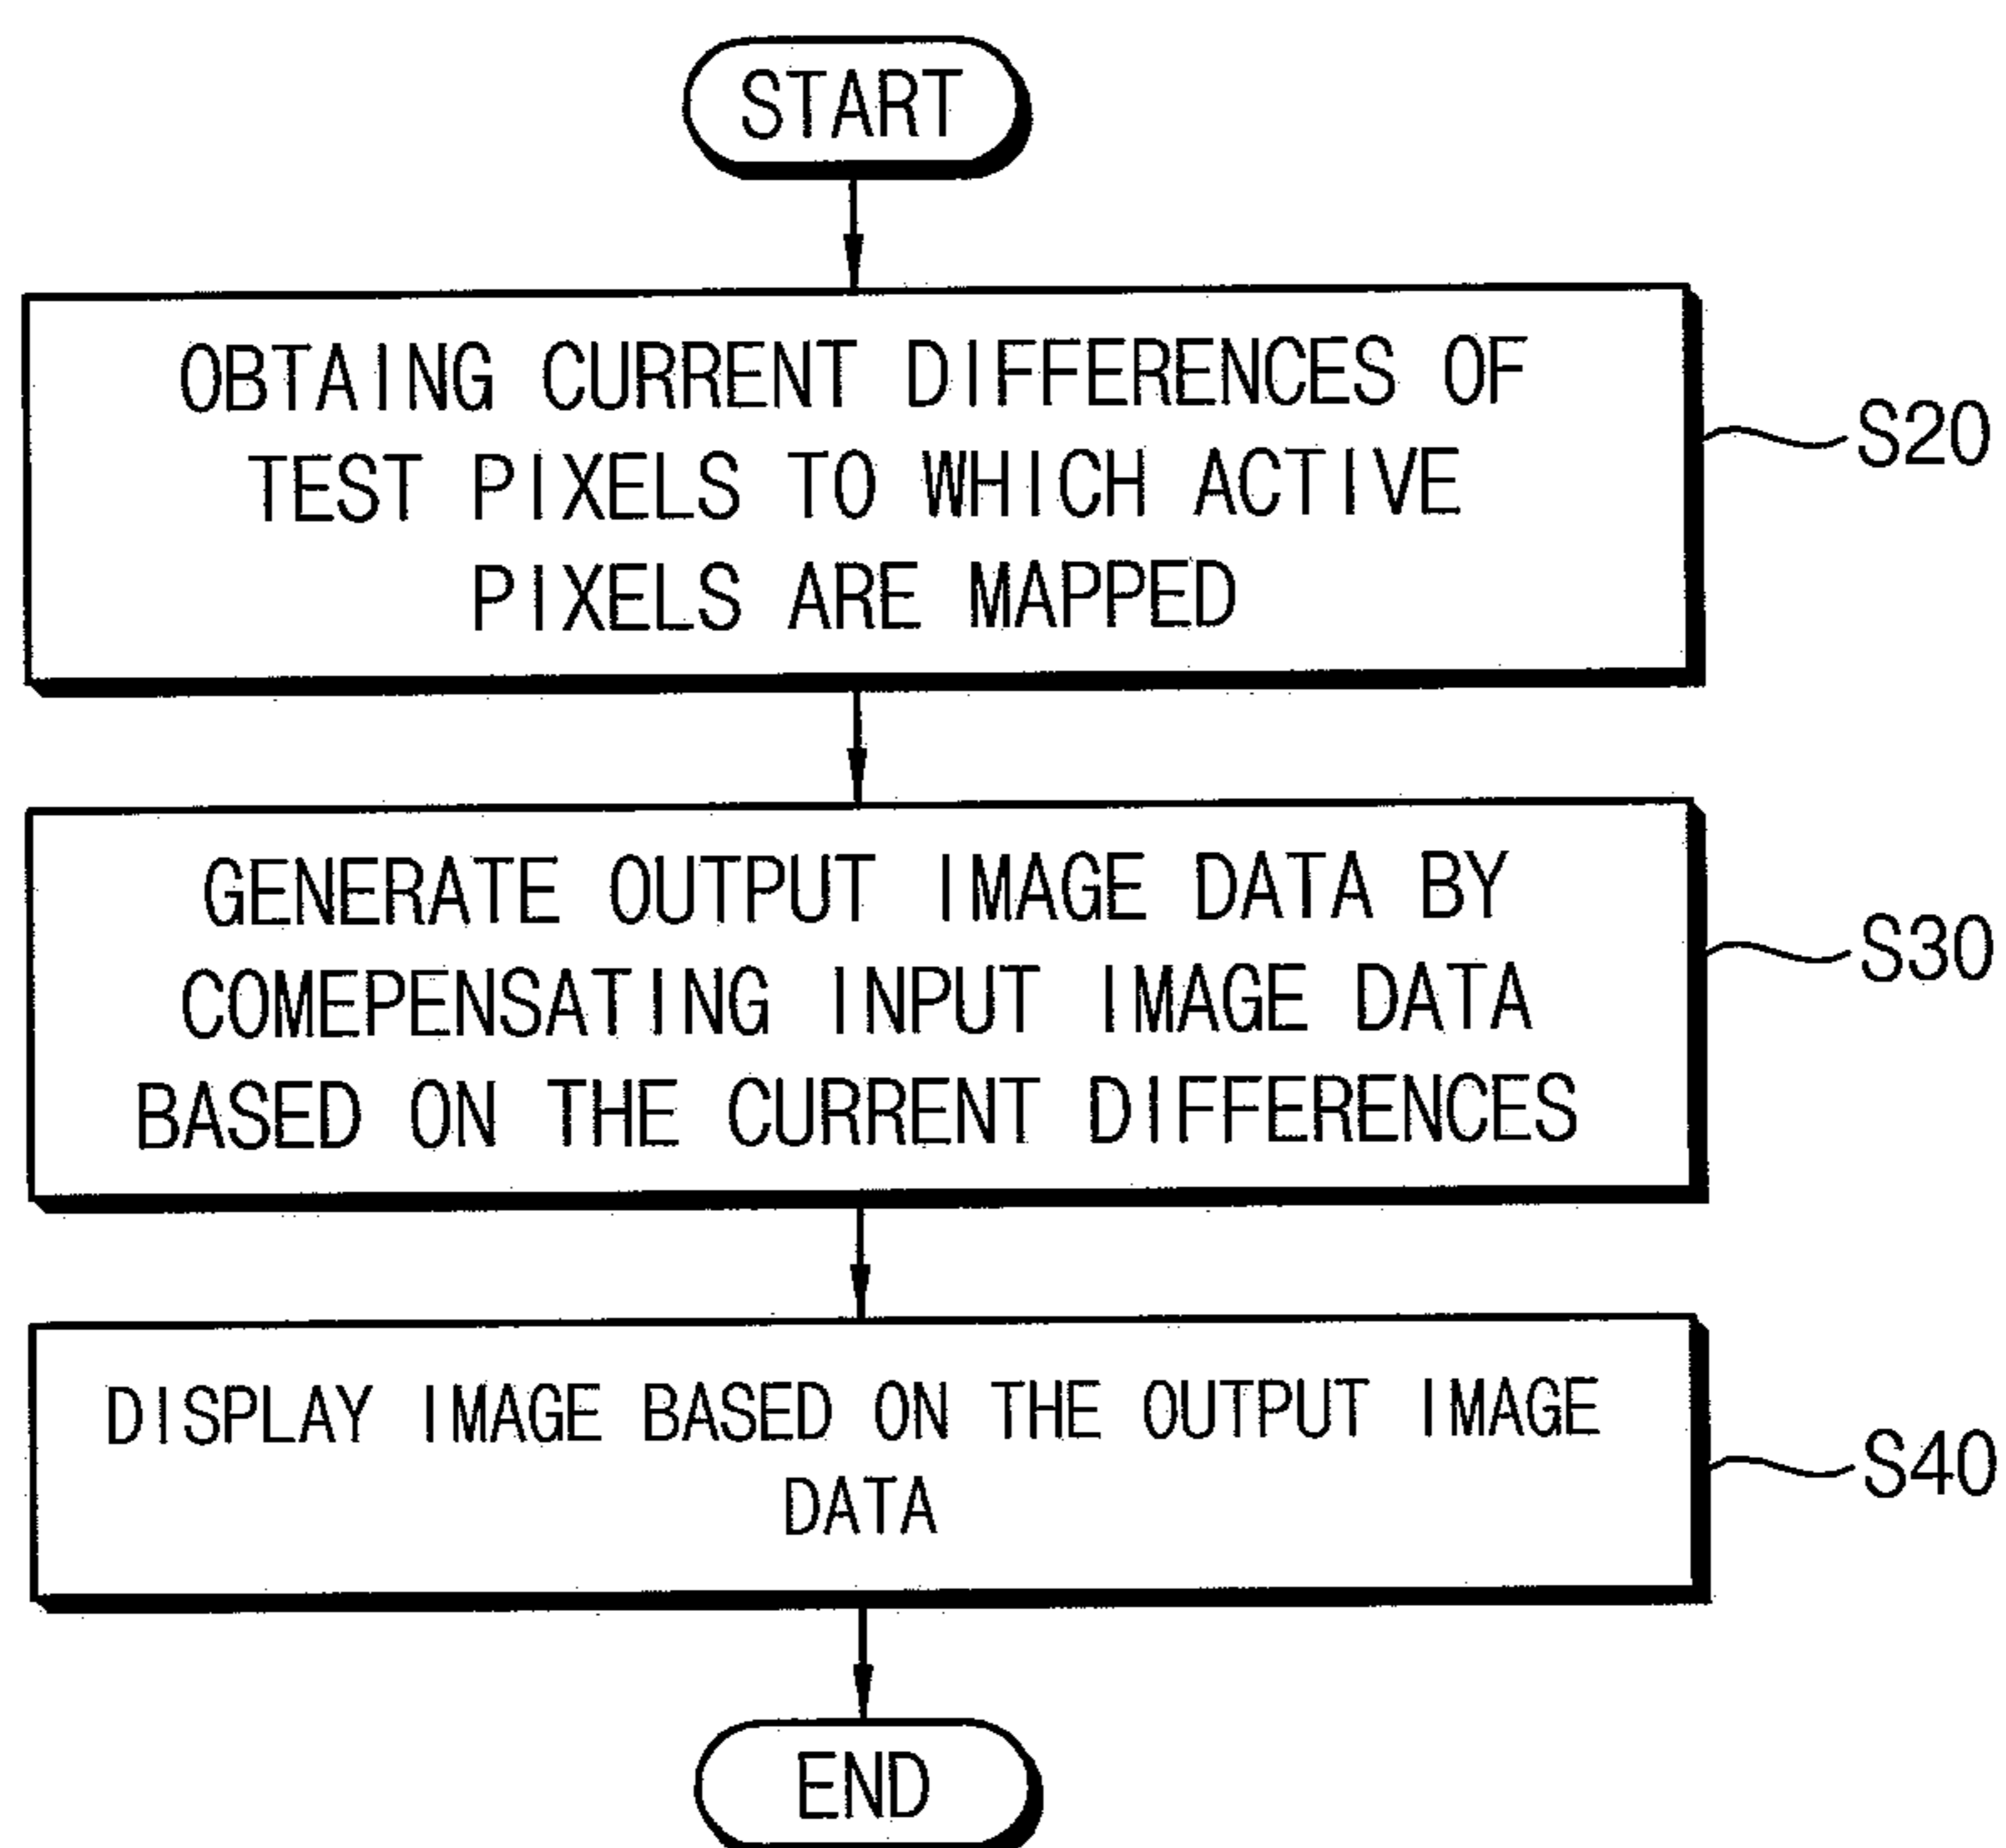 START
OBTAING CURRENT DIFFERENCES OF
TEST PIXELS TO WHICH ACTIVE
PIXELS ARE MAPPED
S20
GENERATE OUTPUT IMAGE DATA BY
COMEPENSATING INPUT IMAGE DATA
BASED ON THE CURRENT DIFFERENCES
S30
DISPLAY IMAGE BASED ON THE OUTPUT IMAGE
DATA
S40
END